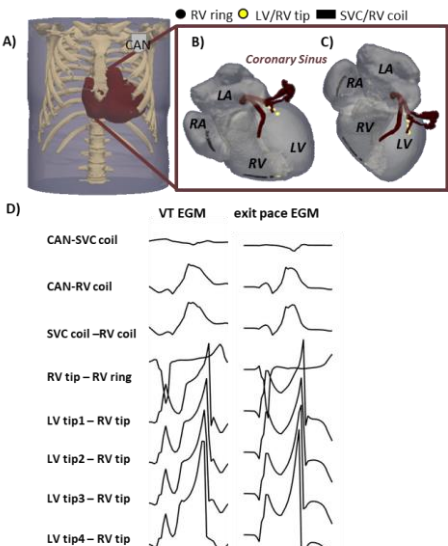 RV ring LV/RV tip SVC/RV coil
A)
CAN
B)
C)
Coronary Sinus
LA
RA
RV
LV
LA
RA
RV
LV
D)
VT EGM exit pace EGM
CAN-SVC coil
CAN-RV coil
SVC coil –RV coil
RV tip – RV ring
LV tip1 – RV tip
LV tip2 – RV tip
LV tip3 – RV tip
LV tip4 – RV tip